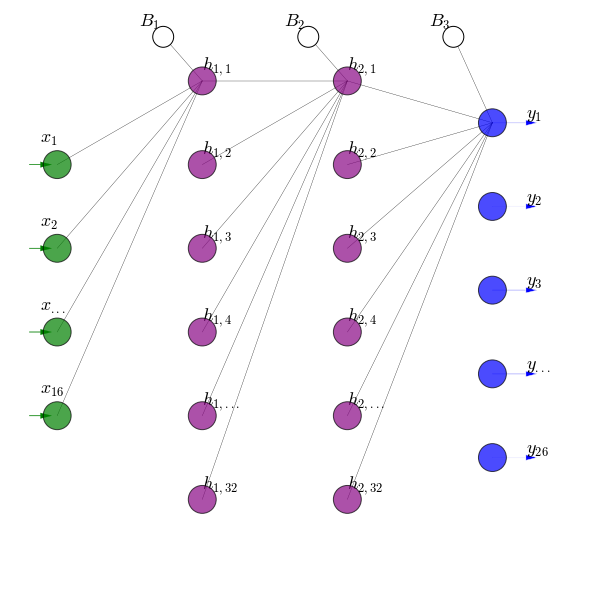 B₁ B₂ B₃
h₁,₁ h₂,₁
y₁
x₁ h₁,₂ h₂,₂
y₂
x₂ h₁,₃ h₂,₃
y₃
x... h₁,₄ h₂,₄
y...
x₁₆ h₁,... h₂,...
y₂₆
h₁,₃₂ h₂,₃₂